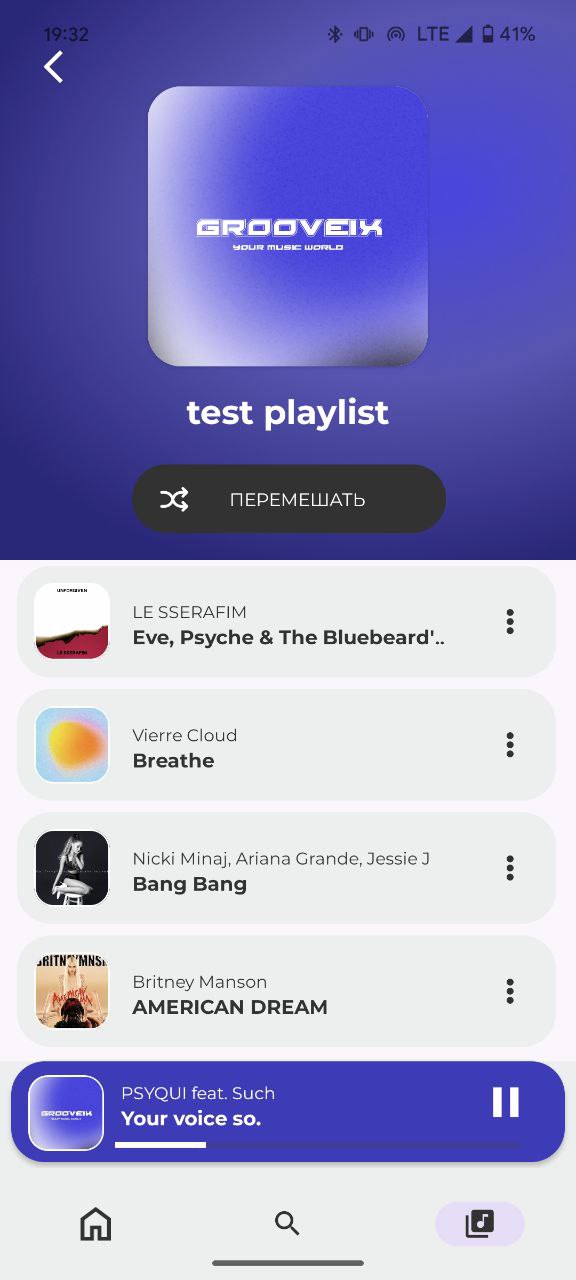 19:32
LTE 41%
GROOVEIX
YOUR MUSIC WORLD
test playlist
ПЕРЕМЕШАТЬ
UNFORGIVEN
LE SSERAFIM
LE SSERAFIM
Eve, Psyche & The Bluebeard'..
Vierre Cloud
Breathe
Nicki Minaj, Ariana Grande, Jessie J
Bang Bang
Britney Manson
AMERICAN DREAM
GROOVEIX
PSYQUI feat. Such
Your voice so.